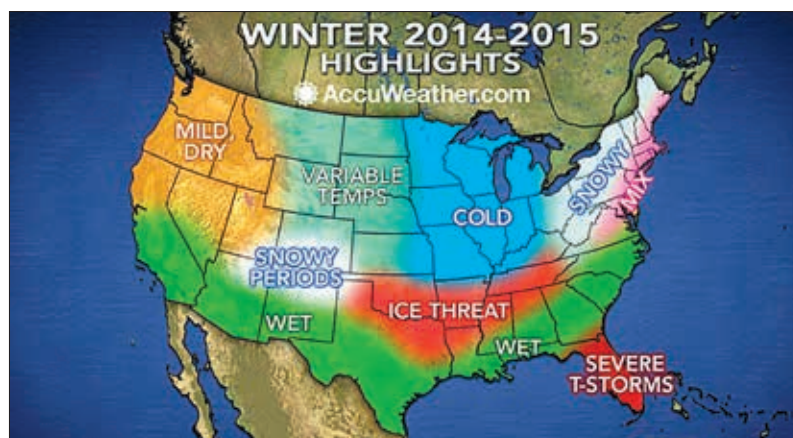 WINTER 2014-2015
HIGHLIGHTS
AccuWeather.com
MILD,
DRY
VARIABLE
TEMPS
COLD
SNOWY
MIX
SNOWY
PERIODS
ICE THREAT
WET
WET
SEVERE
T-STORMS